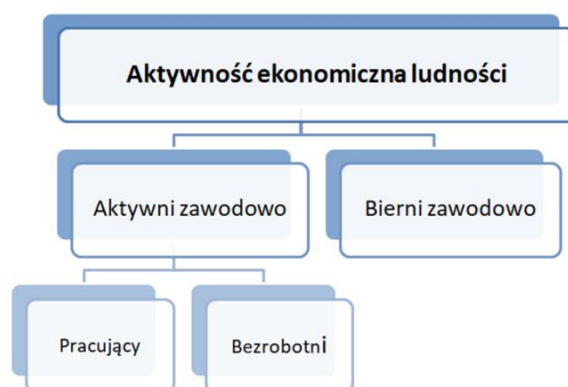 Aktywność ekonomiczna ludności
Aktywni zawodowo
Bierni zawodowo
Pracujący
Bezrobotni